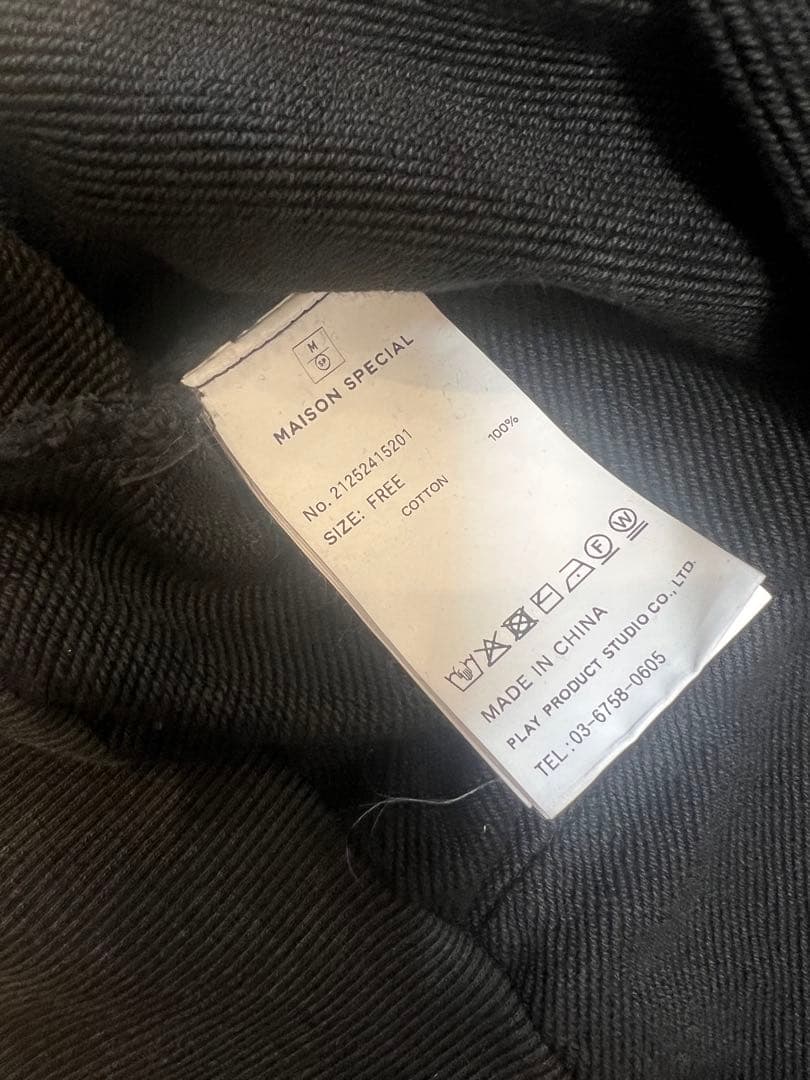 M
SP
MAISON SPECIAL
No. 21252415201
SIZE: FREE
COTTON 100%
F W
MADE IN CHINA
PLAY PRODUCT STUDIO CO., LTD.
TEL:03-6758-0605